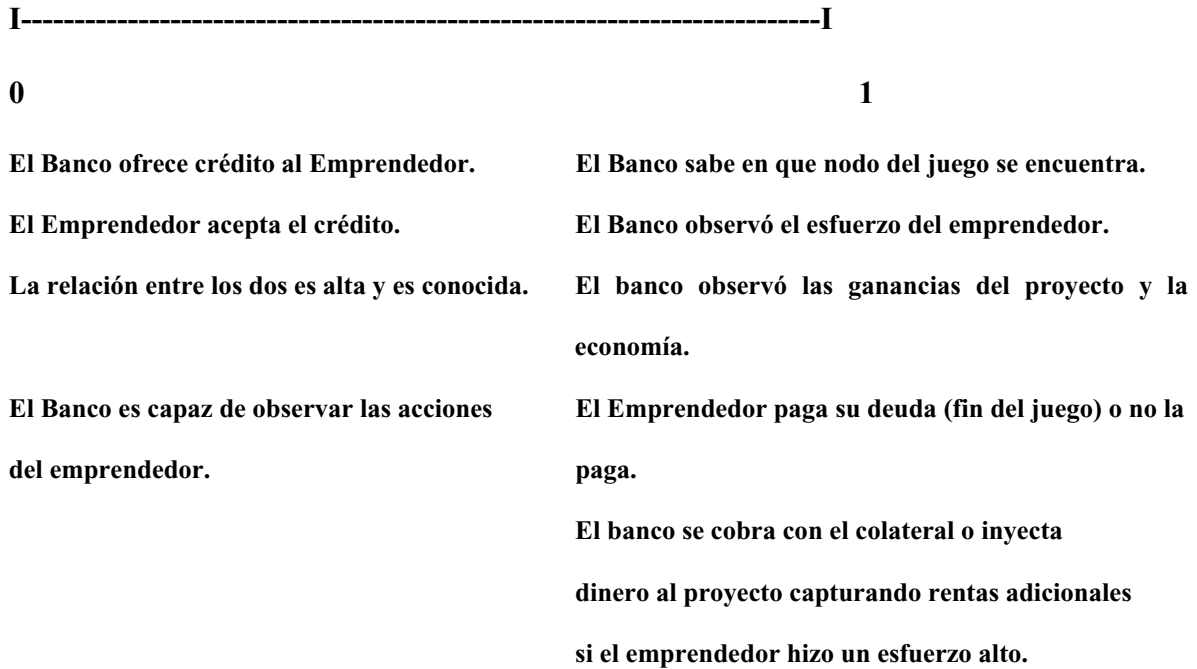 I---------------------------------------------------------------------------I
0 1
El Banco ofrece crédito al Emprendedor. El Banco sabe en que nodo del juego se encuentra.
El Emprendedor acepta el crédito. El Banco observó el esfuerzo del emprendedor.
La relación entre los dos es alta y es conocida. El banco observó las ganancias del proyecto y la
economía.
El Banco es capaz de observar las acciones El Emprendedor paga su deuda (fin del juego) o no la
del emprendedor. paga.
El banco se cobra con el colateral o inyecta
dinero al proyecto capturando rentas adicionales
si el emprendedor hizo un esfuerzo alto.